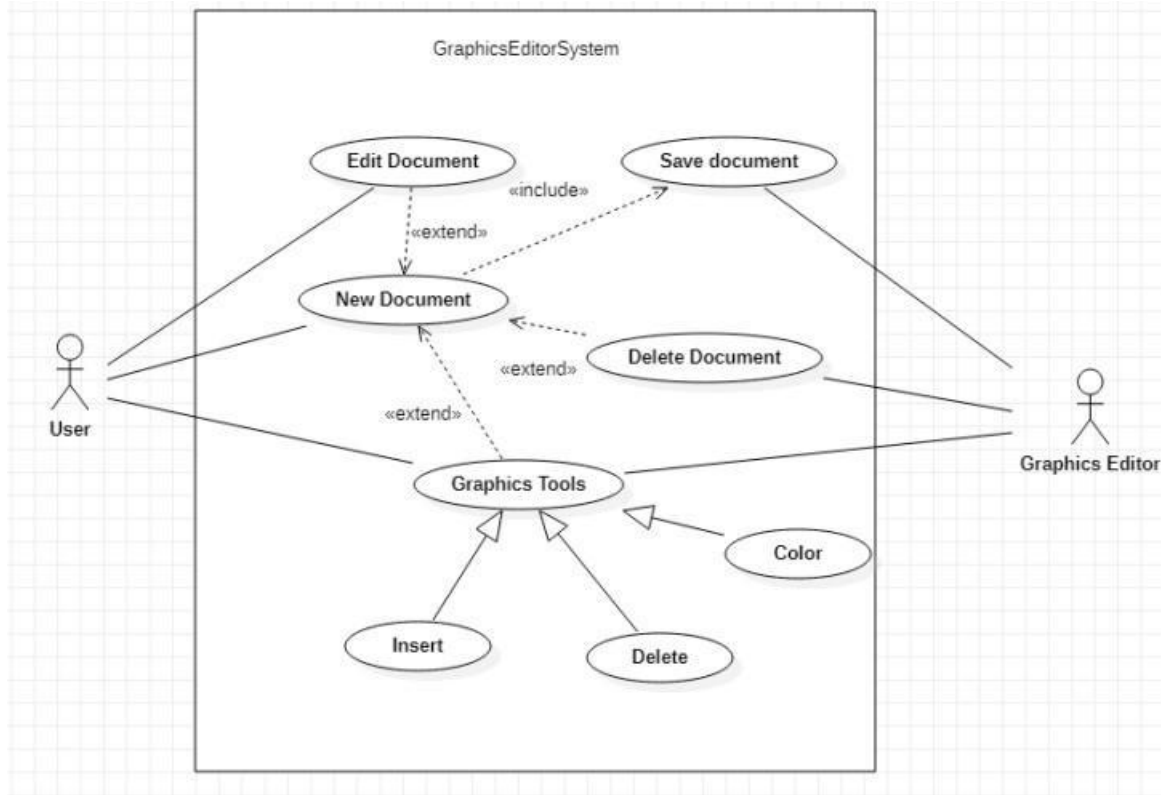 GraphicsEditorSystem
Edit Document
Save document
«include»
«extend»
New Document
Delete Document
«extend»
«extend»
User
Graphics Editor
Graphics Tools
Color
Insert
Delete